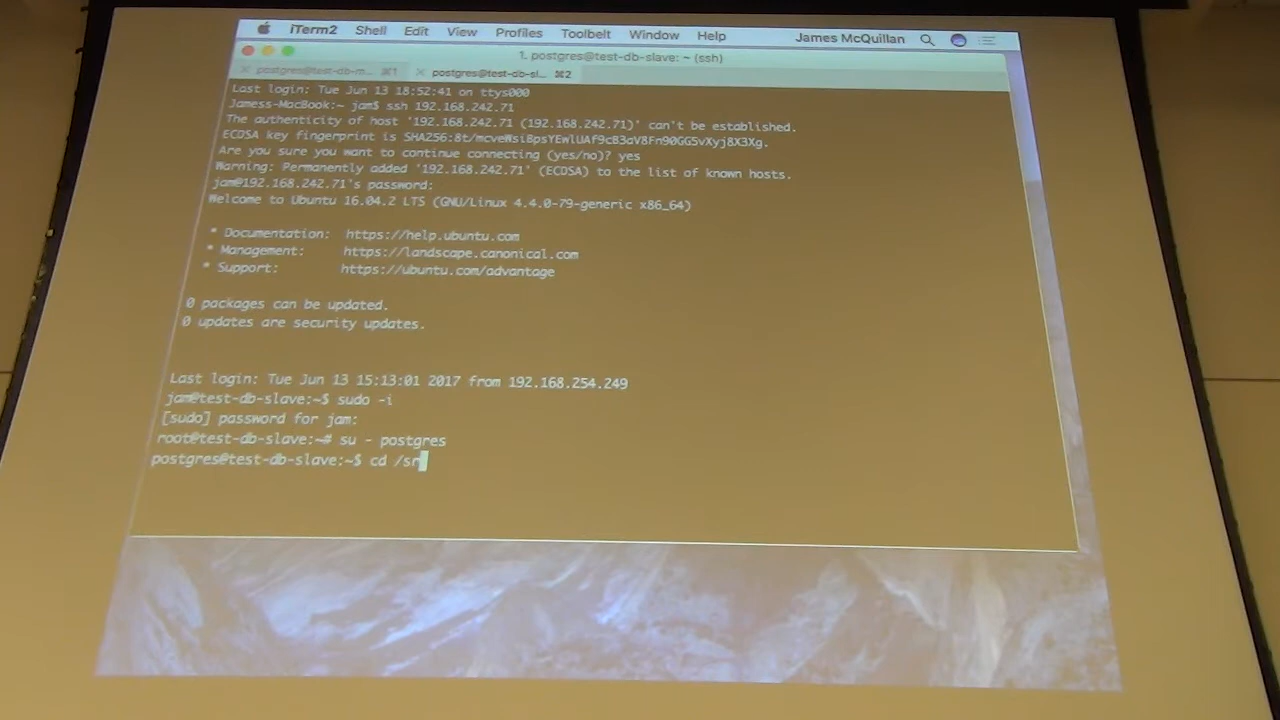 iTerm2 Shell Edit View Profiles Toolbelt Window Help James McQuillan
1. postgres@test-db-slave: ~ (ssh)
postgres@test-db-m... ⌘1 postgres@test-db-sl... ⌘2
Last login: Tue Jun 13 18:52:41 on ttys000
Jamess-MacBook:~ jam$ ssh 192.168.242.71
The authenticity of host '192.168.242.71 (192.168.242.71)' can't be established.
ECDSA key fingerprint is
Are you sure you want to continue connecting (yes/no)? yes
Warning: Permanently added '192.168.242.71' (ECDSA) to the list of known hosts.
jam@192.168.242.71's password:
Welcome to Ubuntu 16.04.2 LTS (GNU/Linux 4.4.0-79-generic x86_64)
* Documentation: https://help.ubuntu.com
* Management: https://landscape.canonical.com
* Support: https://ubuntu.com/advantage
0 packages can be updated.
0 updates are security updates.
Last login: Tue Jun 13 15:13:01 2017 from 192.168.254.249
jam@test-db-slave:~$ sudo -i
[sudo] password for jam:
root@test-db-slave:~# su - postgres
postgres@test-db-slave:~$ cd /sr